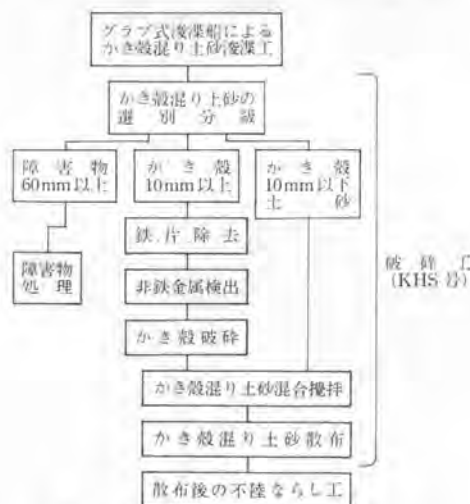 グラブ式浚渫船による
かき殻混り土砂浚渫工
かき殻混り土砂の
選別分級
障害物
60mm以上
かき殻
10mm以上
かき殻
10mm以下
土砂
鉄片除去
障害物
処理
非鉄金属検出
かき殻破砕
破砕工
(KHS号)
かき殻混り土砂混合攪拌
かき殻混り土砂散布
散布後の不陸ならし工